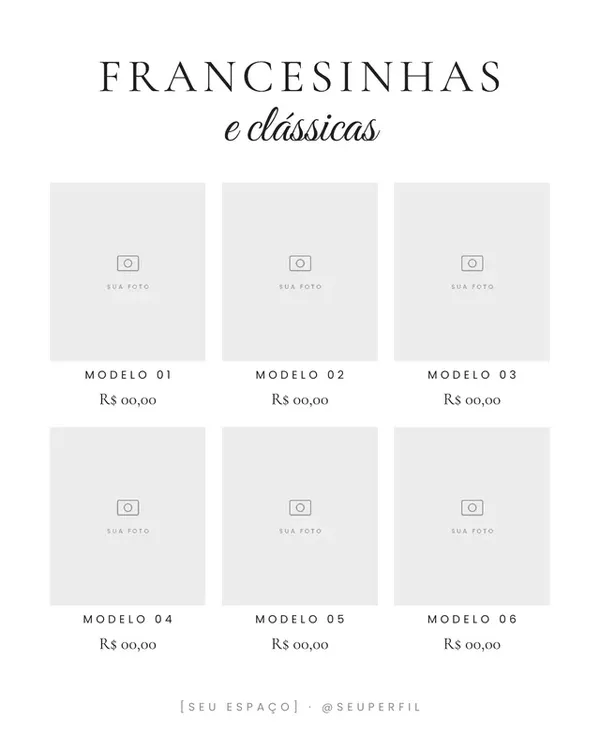 FRANCESINHAS
e clássicas
SUA FOTO SUA FOTO SUA FOTO
MODELO 01 MODELO 02 MODELO 03
R$ 00,00 R$ 00,00 R$ 00,00
SUA FOTO SUA FOTO SUA FOTO
MODELO 04 MODELO 05 MODELO 06
R$ 00,00 R$ 00,00 R$ 00,00
[SEU ESPAÇO] · @SEUPERFIL